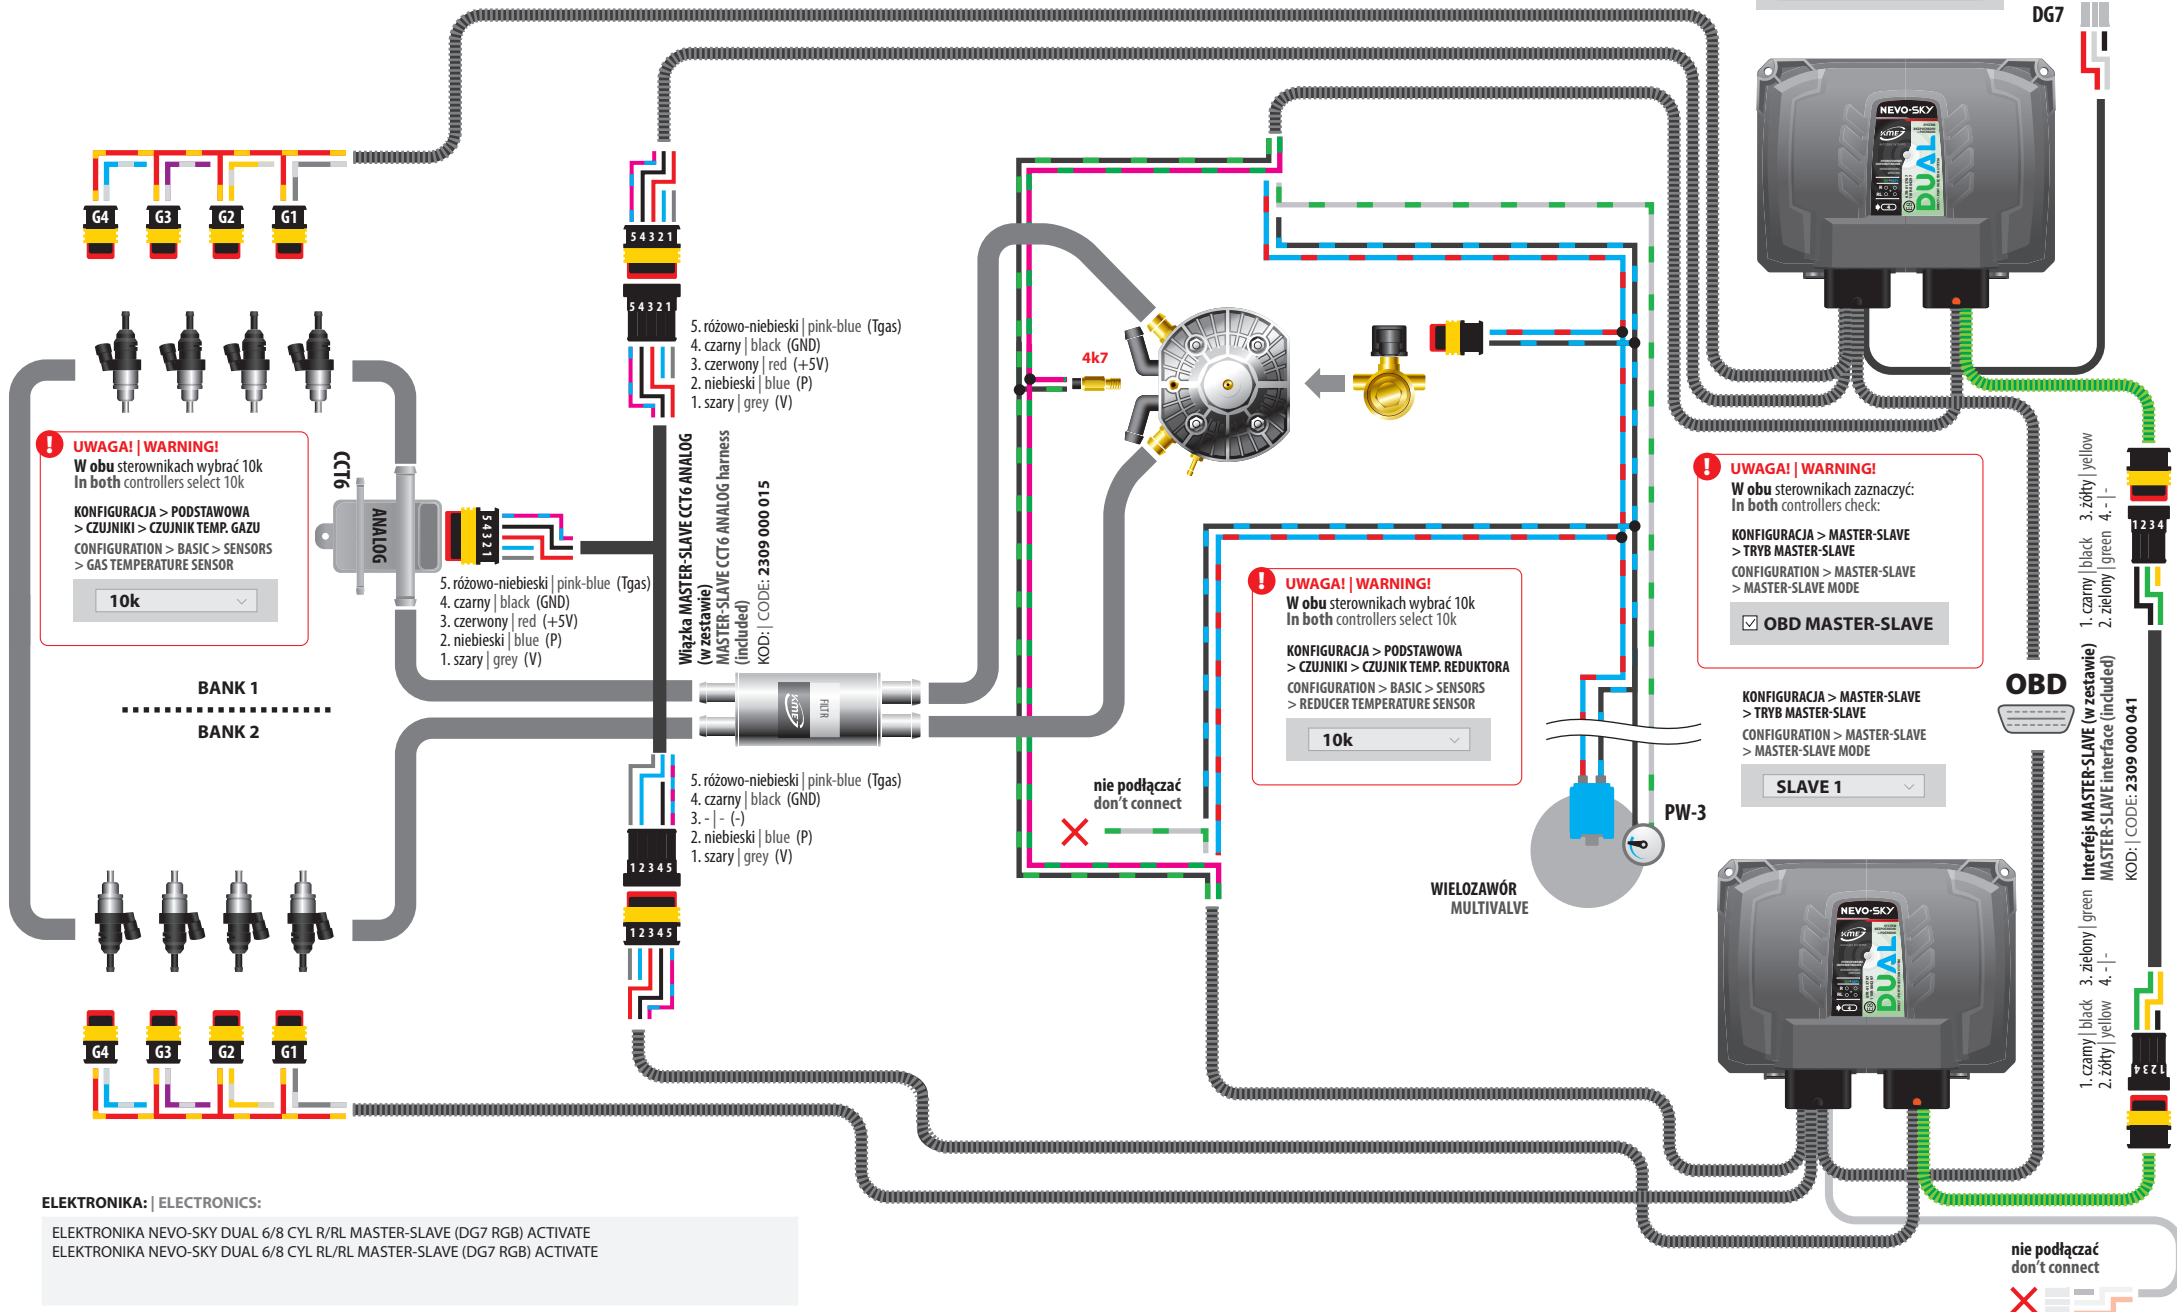 DG7
NEVO-SKY
KME
DUAL
G4
G3
G2
G1
5 4 3 2 1
5 4 3 2 1
5. różowo-niebieski | pink-blue (Tgas)
4. czarny | black (GND)
3. czerwony | red (+5V)
2. niebieski | blue (P)
1. szary | grey (V)
4k7
! UWAGA! | WARNING!
W obu sterownikach wybrać 10k
In both controllers select 10k
KONFIGURACJA > PODSTAWOWA
> CZUJNIKI > CZUJNIK TEMP. GAZU
CONFIGURATION > BASIC > SENSORS
> GAS TEMPERATURE SENSOR
10k
CCT6
ANALOG
5 4 3 2 1
5. różowo-niebieski | pink-blue (Tgas)
4. czarny | black (GND)
3. czerwony | red (+5V)
2. niebieski | blue (P)
1. szary | grey (V)
Wiązka MASTER-SLAVE CCT6 ANALOG
(w zestawie)
MASTER-SLAVE CCT6 ANALOG harness
(included)
KOD: | CODE: 2309 000 015
BANK 1
BANK 2
KME
FILTR
! UWAGA! | WARNING!
W obu sterownikach wybrać 10k
In both controllers select 10k
KONFIGURACJA > PODSTAWOWA
> CZUJNIKI > CZUJNIK TEMP. REDUKTORA
CONFIGURATION > BASIC > SENSORS
> REDUCER TEMPERATURE SENSOR
10k
! UWAGA! | WARNING!
W obu sterownikach zaznaczyć:
In both controllers check:
KONFIGURACJA > MASTER-SLAVE
> TRYB MASTER-SLAVE
CONFIGURATION > MASTER-SLAVE
> MASTER-SLAVE MODE
OBD MASTER-SLAVE
KONFIGURACJA > MASTER-SLAVE
> TRYB MASTER-SLAVE
CONFIGURATION > MASTER-SLAVE
> MASTER-SLAVE MODE
SLAVE 1
OBD
1. czarny | black 3. żółty | yellow
2. zielony | green 4. - | -
1 2 3 4
Interfejs MASTER-SLAVE (w zestawie)
MASTER-SLAVE interface (included)
KOD: | CODE: 2309 000 041
1. czarny | black 3. zielony | green
2. żółty | yellow 4. - | -
1 2 3 4
5. różowo-niebieski | pink-blue (Tgas)
4. czarny | black (GND)
3. - | - (-)
2. niebieski | blue (P)
1. szary | grey (V)
1 2 3 4 5
1 2 3 4 5
nie podłączać
don't connect
PW-3
WIELOZAWÓR
MULTIVALVE
NEVO-SKY
KME
DUAL
G4
G3
G2
G1
ELEKTRONIKA: | ELECTRONICS:
ELEKTRONIKA NEVO-SKY DUAL 6/8 CYL R/RL MASTER-SLAVE (DG7 RGB) ACTIVATE
ELEKTRONIKA NEVO-SKY DUAL 6/8 CYL RL/RL MASTER-SLAVE (DG7 RGB) ACTIVATE
nie podłączać
don't connect